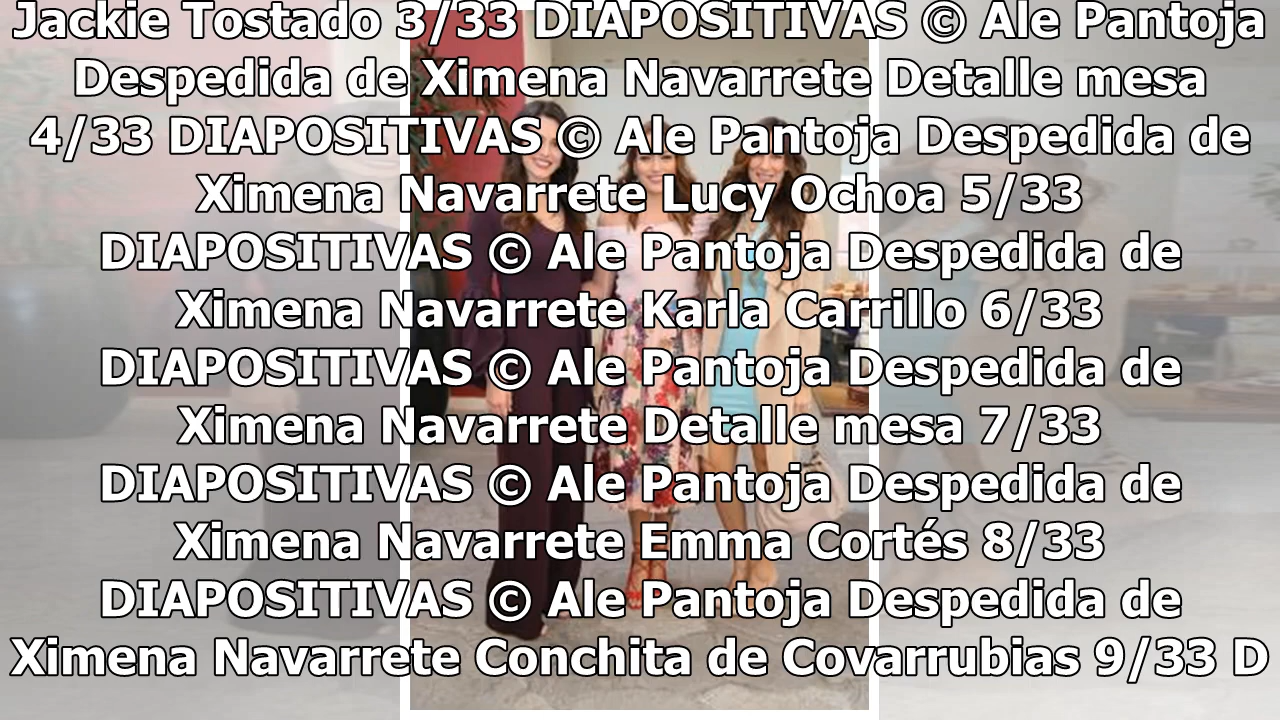 Jackie Tostado 3/33 DIAPOSITIVAS © Ale Pantoja
Despedida de Ximena Navarrete Detalle mesa
4/33 DIAPOSITIVAS © Ale Pantoja Despedida de
Ximena Navarrete Lucy Ochoa 5/33
DIAPOSITIVAS © Ale Pantoja Despedida de
Ximena Navarrete Karla Carrillo 6/33
DIAPOSITIVAS © Ale Pantoja Despedida de
Ximena Navarrete Detalle mesa 7/33
DIAPOSITIVAS © Ale Pantoja Despedida de
Ximena Navarrete Emma Cortés 8/33
DIAPOSITIVAS © Ale Pantoja Despedida de
Ximena Navarrete Conchita de Covarrubias 9/33 D